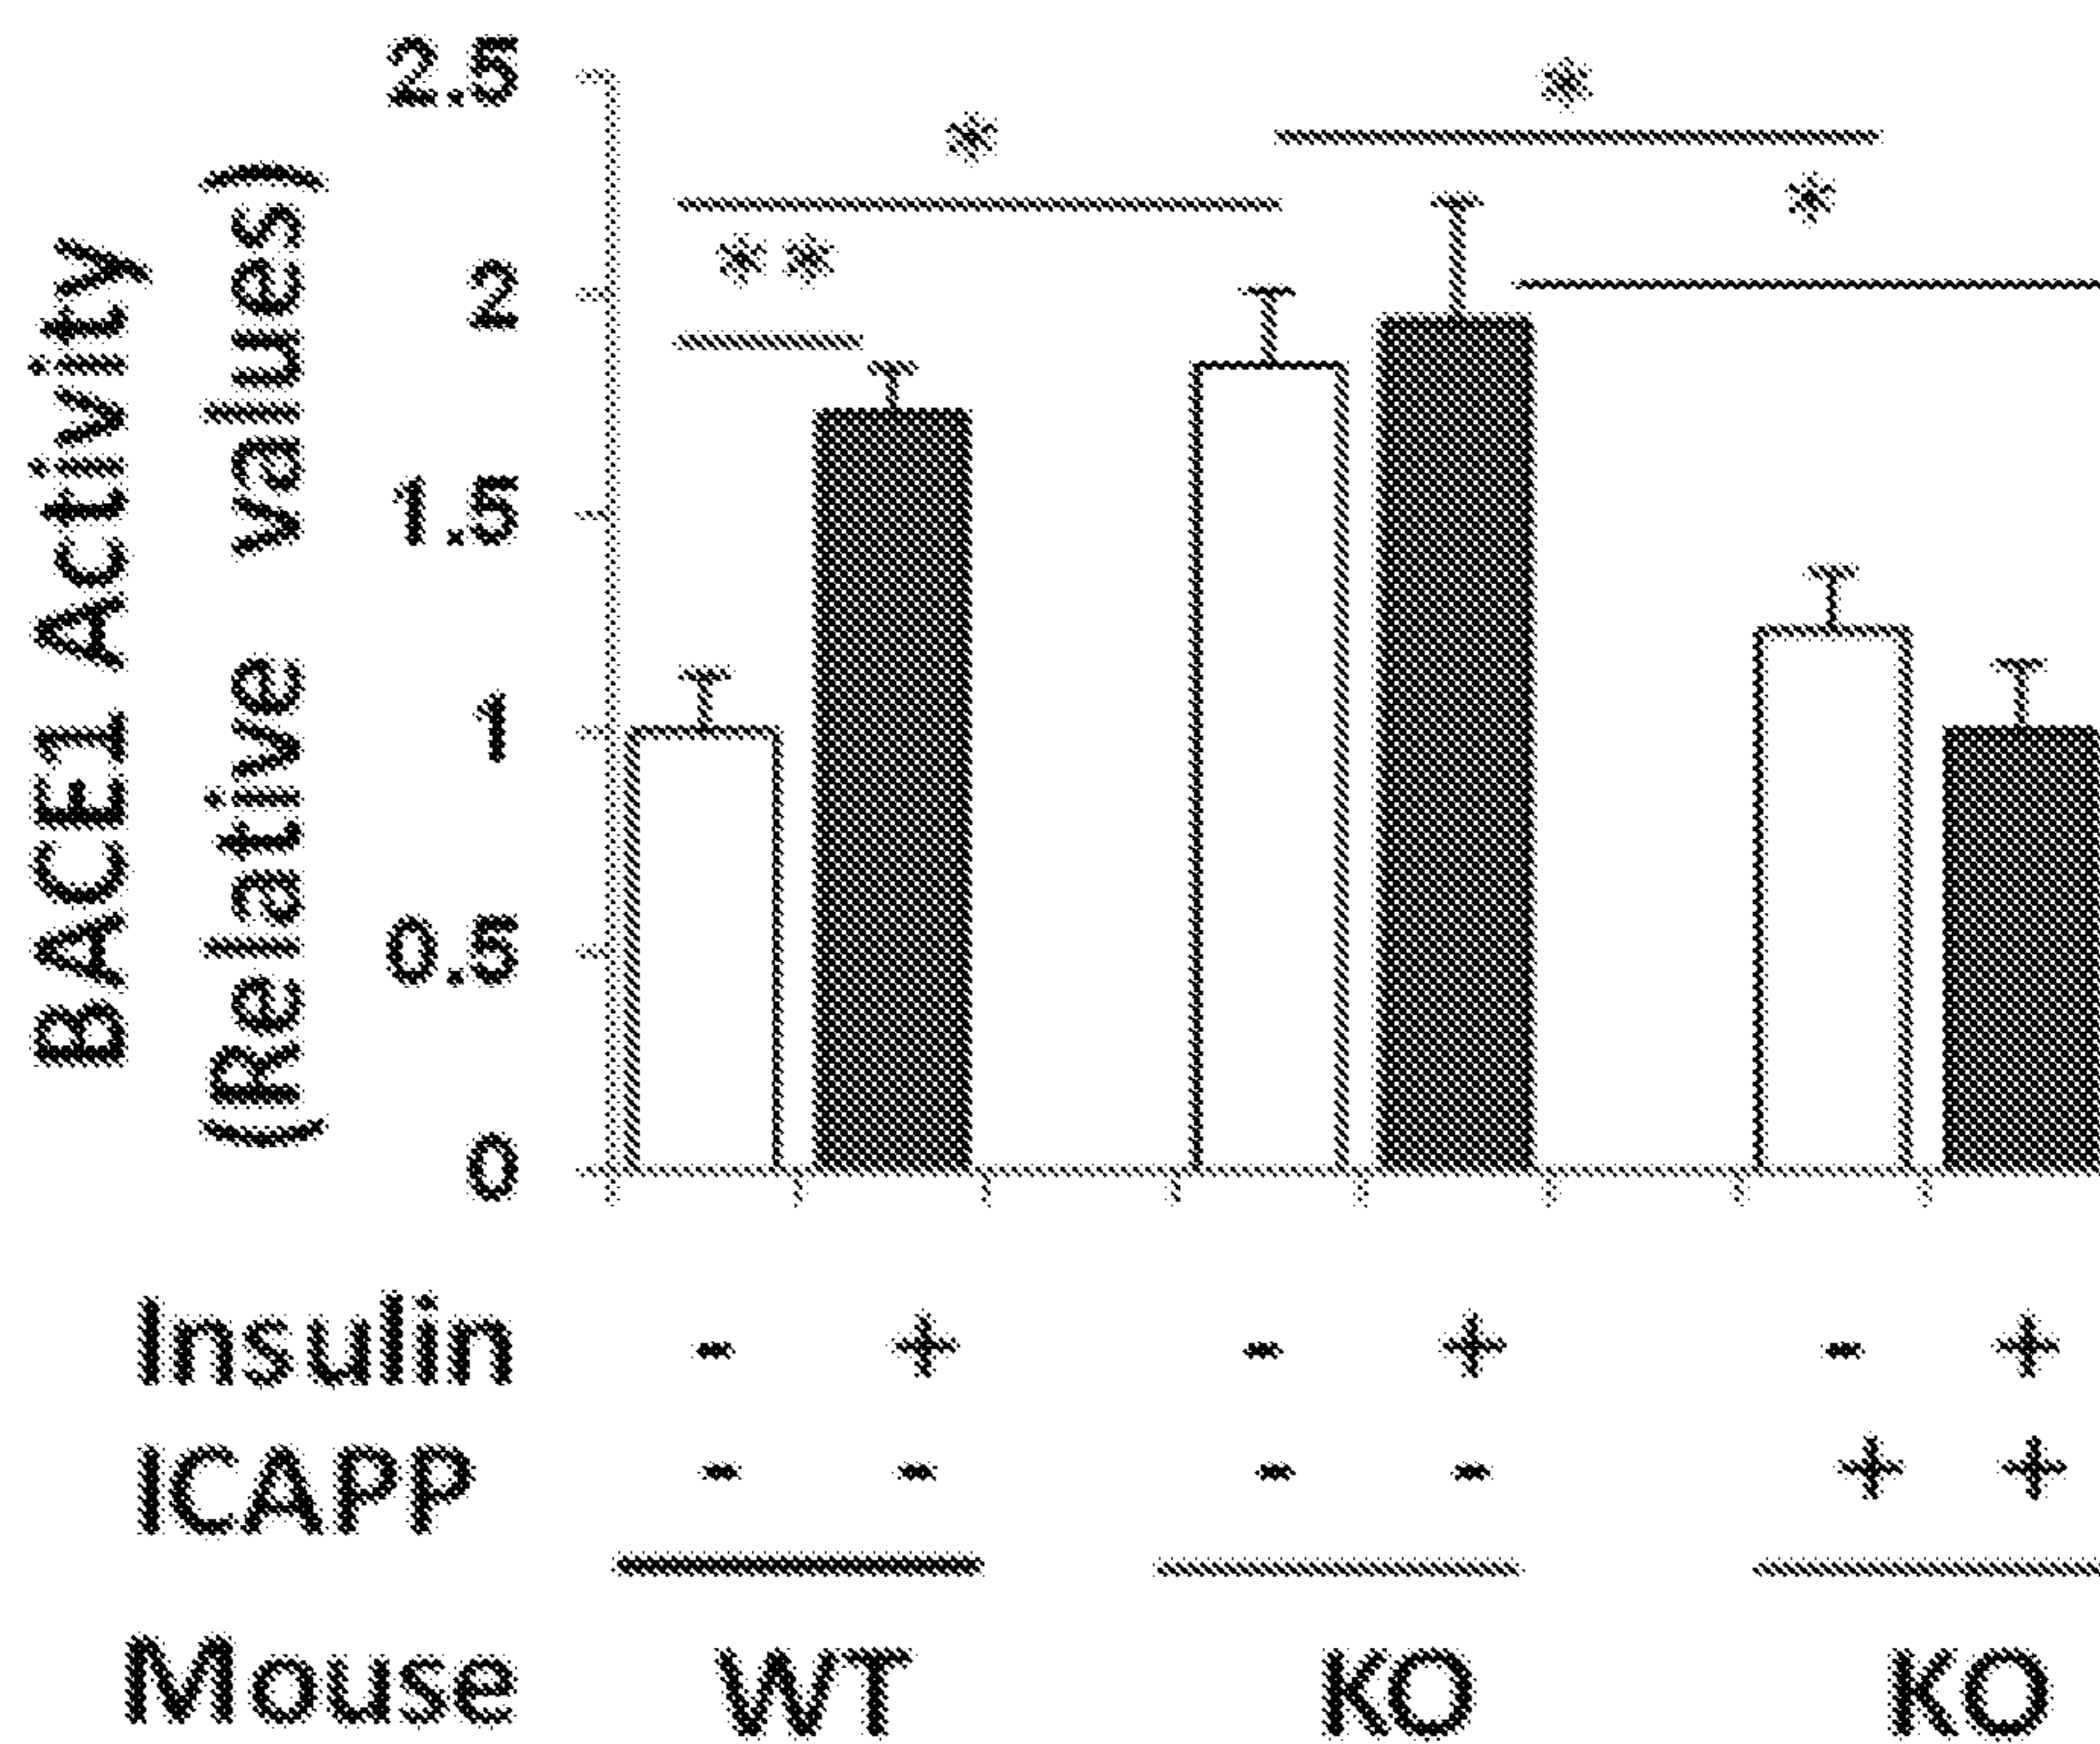 BACE1 Activity
(Relative values)
2.5
2
1.5
1
0.5
0
*
*
**
*
Insulin - + - + - +
ICAPP - - - - + +
Mouse WT KO KO